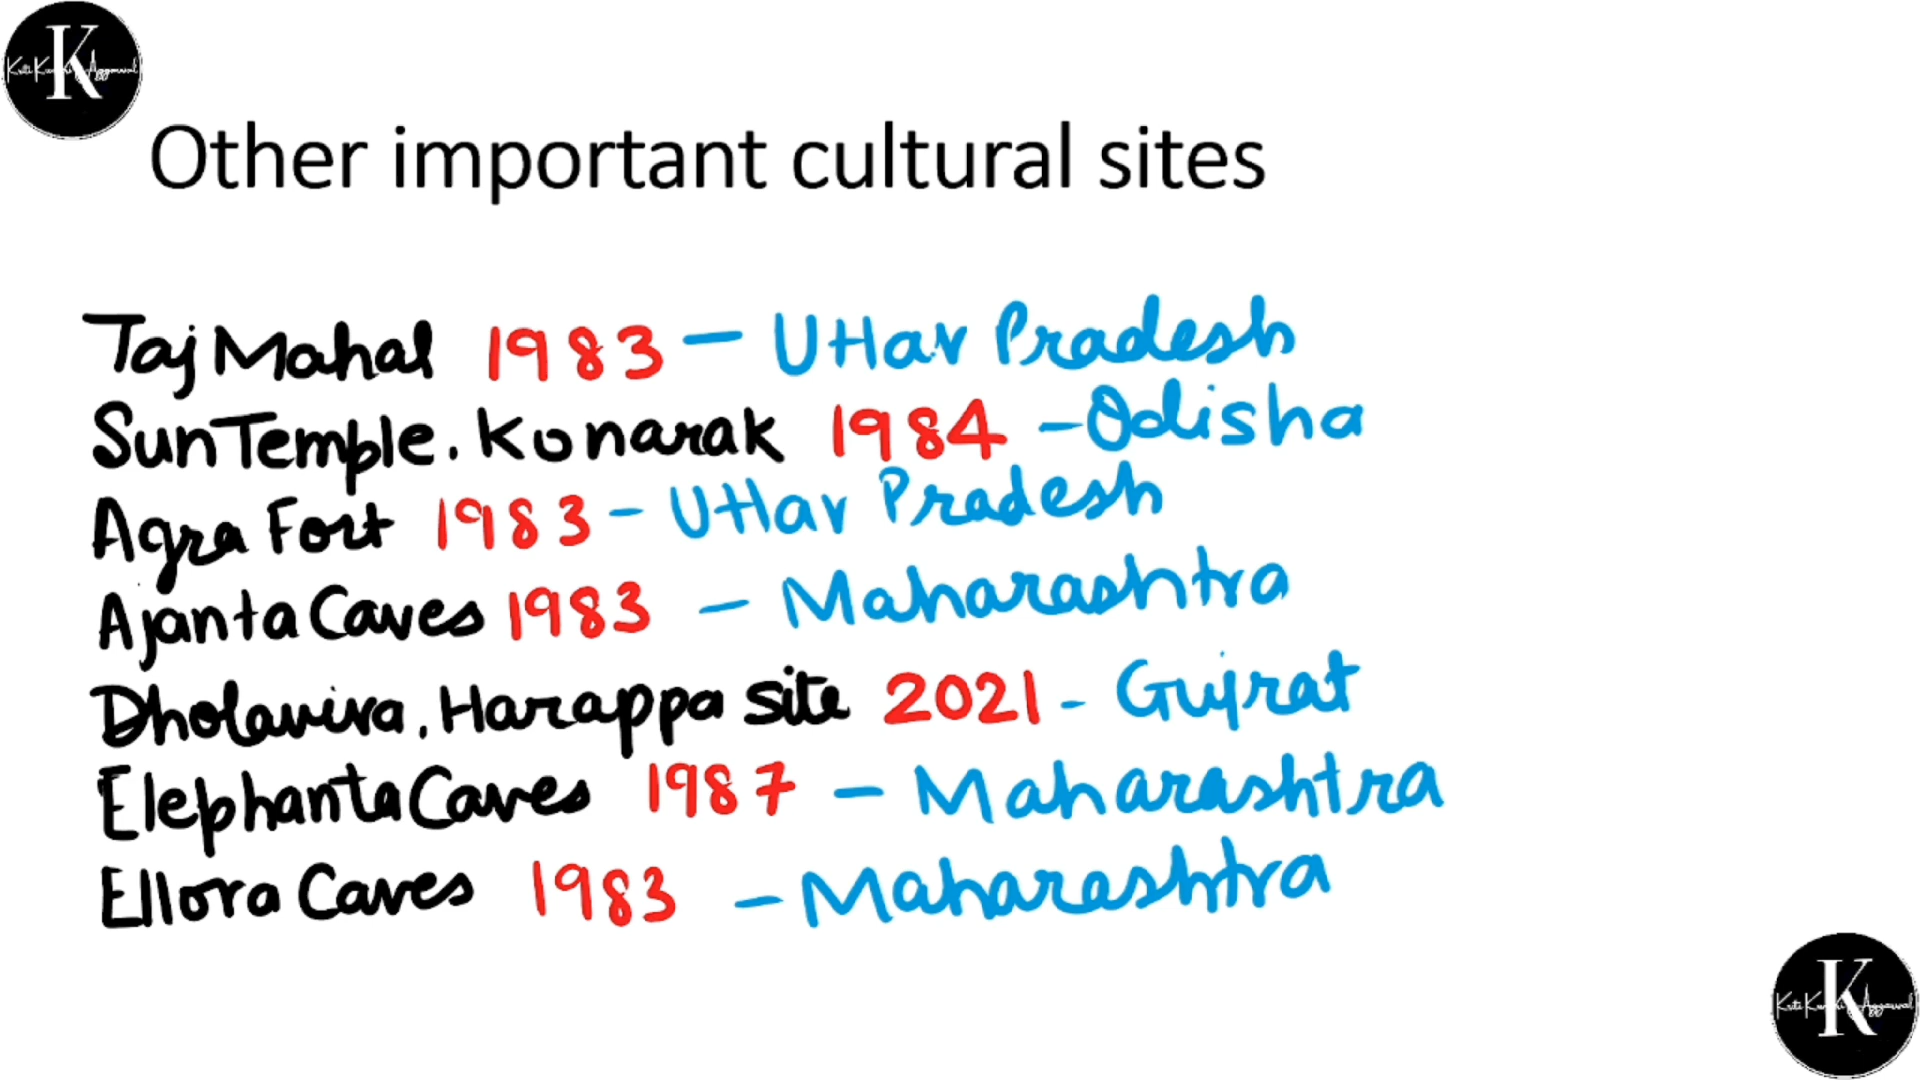 K
Other important cultural sites
Taj Mahal 1983 - Uttar Pradesh
Sun Temple. Konarak 1984 - Odisha
Agra Fort 1983 - Uttar Pradesh
Ajanta Caves 1983 - Maharashtra
Dholavira. Harappa site 2021 - Gujrat
Elephanta Caves 1987 - Maharashtra
Ellora Caves 1983 - Maharashtra
K